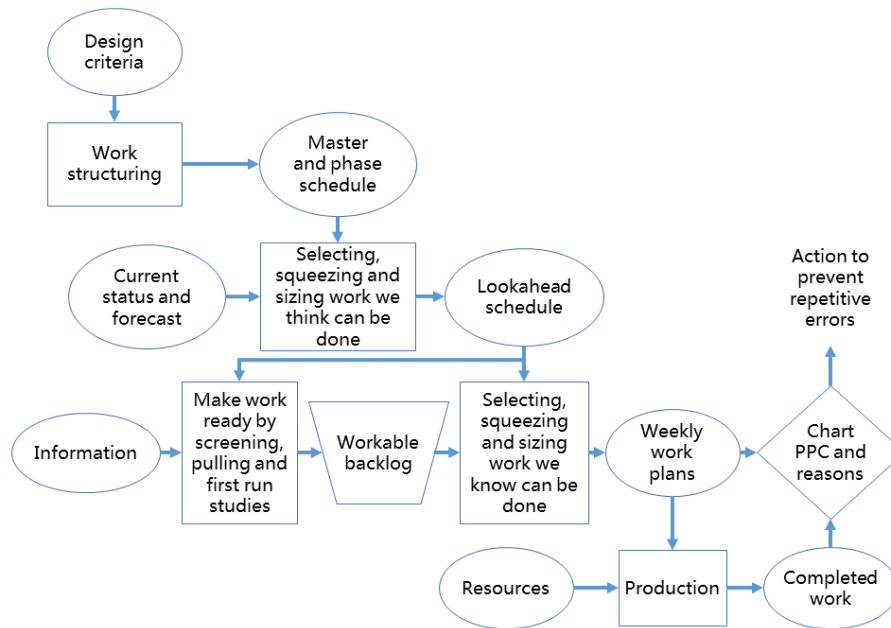 Design
criteria
Work
structuring
Master
and phase
schedule
Current
status and
forecast
Selecting,
squeezing and
sizing work we
think can be
done
Lookahead
schedule
Action to
prevent
repetitive
errors
Information
Make work
ready by
screening,
pulling and
first run
studies
Workable
backlog
Selecting,
squeezing
and sizing
work we
know can be
done
Weekly
work
plans
Chart
PPC and
reasons
Resources
Production
Completed
work